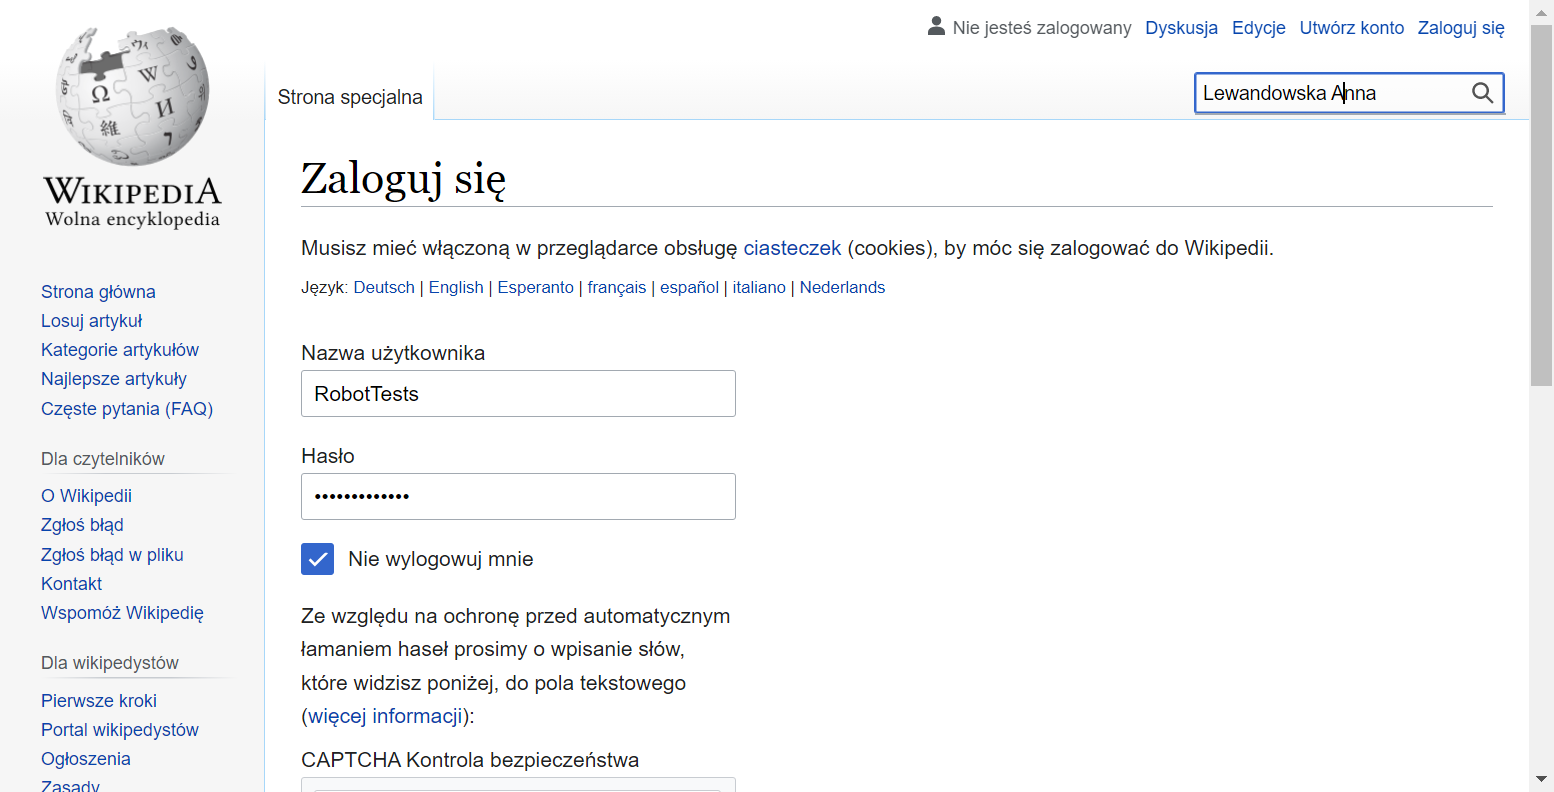 Nie jesteś zalogowany Dyskusja Edycje Utwórz konto Zaloguj się
Strona specjalna
Lewandowska Anna
WIKIPEDIA
Wolna encyklopedia
Strona główna
Losuj artykuł
Kategorie artykułów
Najlepsze artykuły
Częste pytania (FAQ)
Dla czytelników
O Wikipedii
Zgłoś błąd
Zgłoś błąd w pliku
Kontakt
Wspomóż Wikipedię
Dla wikipedystów
Pierwsze kroki
Portal wikipedystów
Ogłoszenia
Zasady
Zaloguj się
Musisz mieć włączoną w przeglądarce obsługę ciasteczek (cookies), by móc się zalogować do Wikipedii.
Język: Deutsch | English | Esperanto | français | español | italiano | Nederlands
Nazwa użytkownika
RobotTests
Hasło
•••••••••••••
Nie wylogowuj mnie
Ze względu na ochronę przed automatycznym
łamaniem haseł prosimy o wpisanie słów,
które widzisz poniżej, do pola tekstowego
(więcej informacji):
CAPTCHA Kontrola bezpieczeństwa